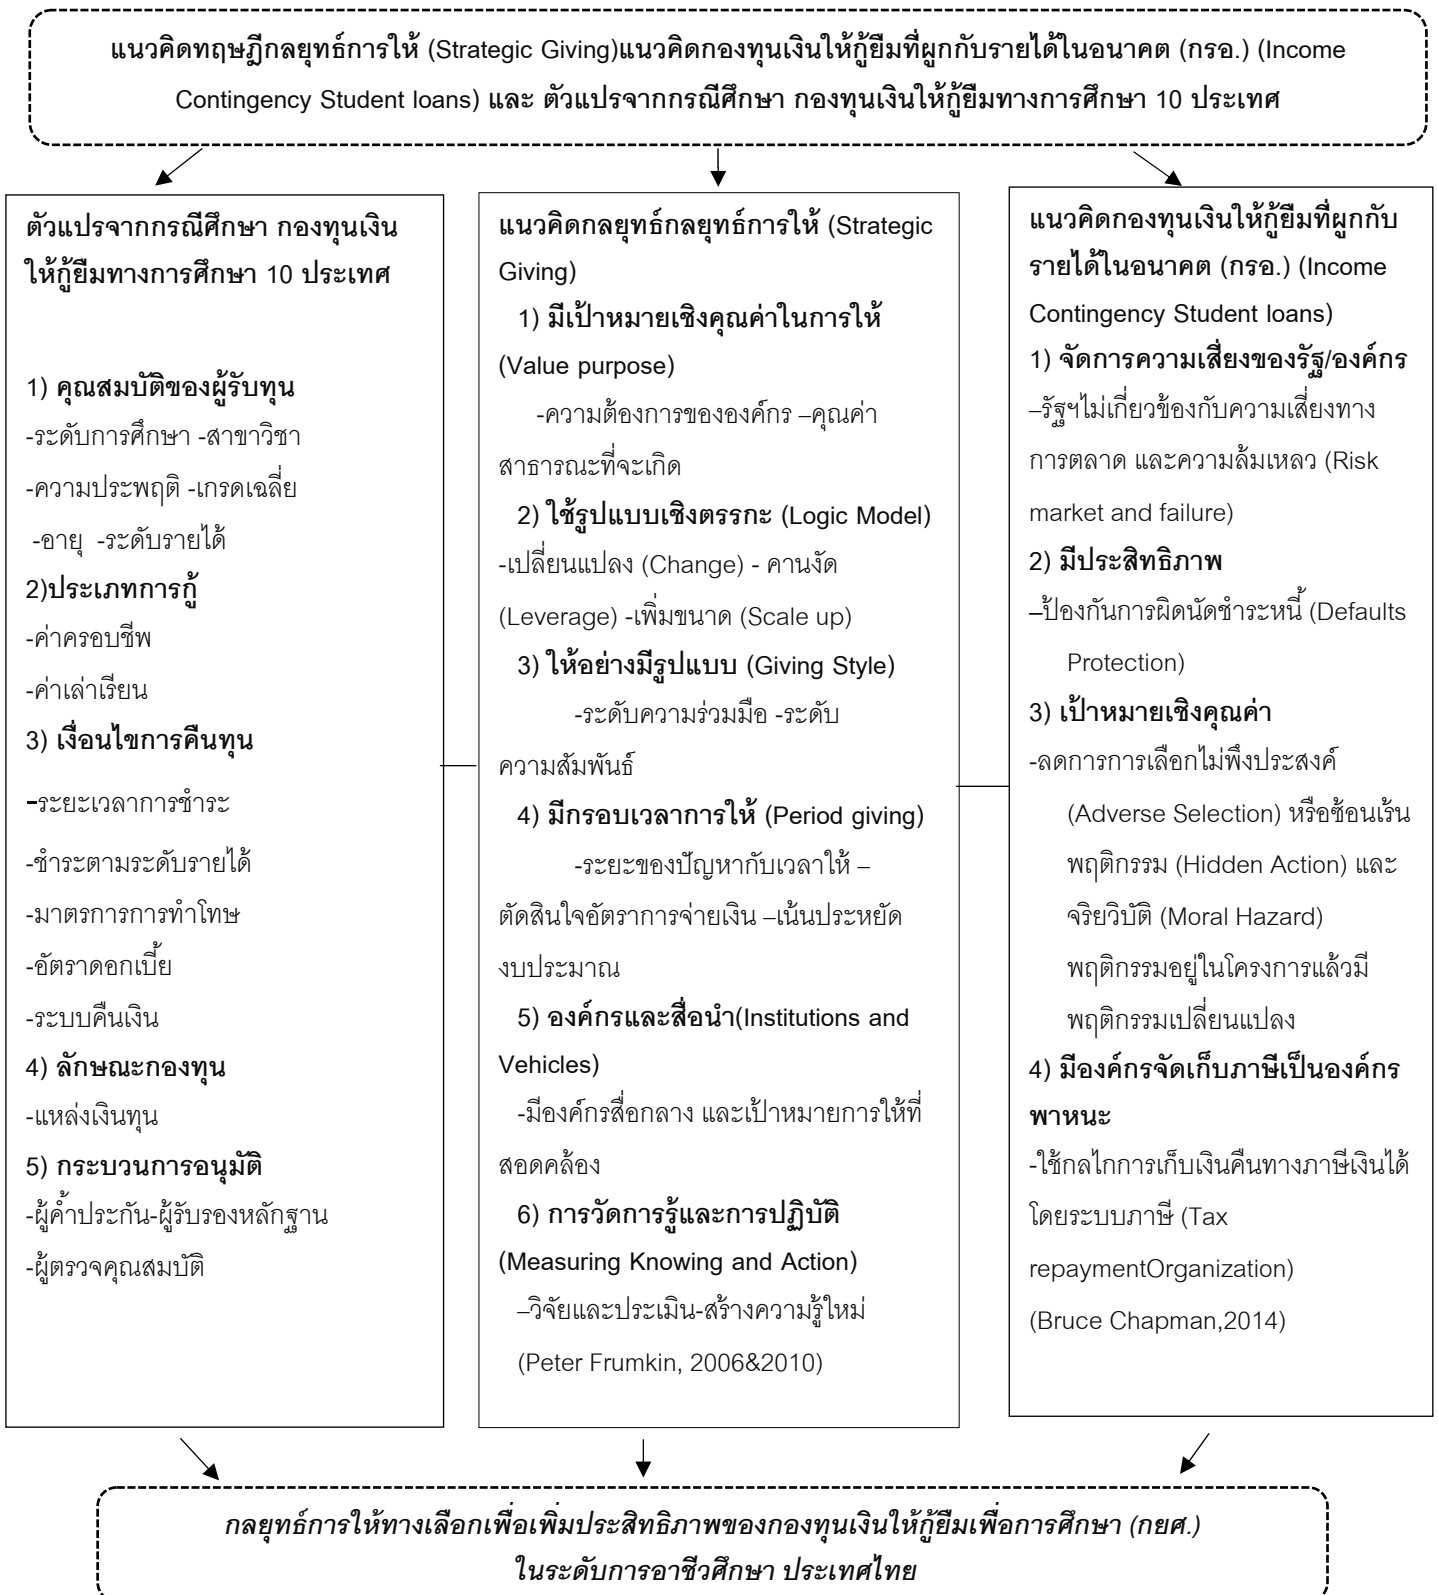 แนวคิดทฤษฎีกลยุทธ์การให้ (Strategic Giving)แนวคิดกองทุนเงินให้กู้ยืมที่ผูกกับรายได้ในอนาคต (กรอ.) (Income
Contingency Student loans) และ ตัวแปรจากกรณีศึกษา กองทุนเงินให้กู้ยืมทางการศึกษา 10 ประเทศ
ตัวแปรจากกรณีศึกษา กองทุนเงิน
ให้กู้ยืมทางการศึกษา 10 ประเทศ
1) คุณสมบัติของผู้รับทุน
-ระดับการศึกษา -สาขาวิชา
-ความประพฤติ -เกรดเฉลี่ย
-อายุ -ระดับรายได้
2)ประเภทการกู้
-ค่าครอบชีพ
-ค่าเล่าเรียน
3) เงื่อนไขการคืนทุน
-ระยะเวลาการชำระ
-ชำระตามระดับรายได้
-มาตรการการทำโทษ
-อัตราดอกเบี้ย
-ระบบคืนเงิน
4) ลักษณะกองทุน
-แหล่งเงินทุน
5) กระบวนการอนุมัติ
-ผู้ค้ำประกัน-ผู้รับรองหลักฐาน
-ผู้ตรวจคุณสมบัติ
แนวคิดกลยุทธ์กลยุทธ์การให้ (Strategic
Giving)
1) มีเป้าหมายเชิงคุณค่าในการให้
(Value purpose)
-ความต้องการขององค์กร –คุณค่า
สาธารณะที่จะเกิด
2) ใช้รูปแบบเชิงตรรกะ (Logic Model)
-เปลี่ยนแปลง (Change) - คานงัด
(Leverage) -เพิ่มขนาด (Scale up)
3) ให้อย่างมีรูปแบบ (Giving Style)
-ระดับความร่วมมือ -ระดับ
ความสัมพันธ์
4) มีกรอบเวลาการให้ (Period giving)
-ระยะของปัญหากับเวลาให้ –
ตัดสินใจอัตราการจ่ายเงิน –เน้นประหยัด
งบประมาณ
5) องค์กรและสื่อนำ(Institutions and
Vehicles)
-มีองค์กรสื่อกลาง และเป้าหมายการให้ที่
สอดคล้อง
6) การวัดการรู้และการปฏิบัติ
(Measuring Knowing and Action)
–วิจัยและประเมิน-สร้างความรู้ใหม่
(Peter Frumkin, 2006&2010)
แนวคิดกองทุนเงินให้กู้ยืมที่ผูกกับ
รายได้ในอนาคต (กรอ.) (Income
Contingency Student loans)
1) จัดการความเสี่ยงของรัฐ/องค์กร
–รัฐฯไม่เกี่ยวข้องกับความเสี่ยงทาง
การตลาด และความล้มเหลว (Risk
market and failure)
2) มีประสิทธิภาพ
–ป้องกันการผิดนัดชำระหนี้ (Defaults
Protection)
3) เป้าหมายเชิงคุณค่า
-ลดการการเลือกไม่พึงประสงค์
(Adverse Selection) หรือซ้อนเร้น
พฤติกรรม (Hidden Action) และ
จริยวิบัติ (Moral Hazard)
พฤติกรรมอยู่ในโครงการแล้วมี
พฤติกรรมเปลี่ยนแปลง
4) มีองค์กรจัดเก็บภาษีเป็นองค์กร
พาหนะ
-ใช้กลไกการเก็บเงินคืนทางภาษีเงินได้
โดยระบบภาษี (Tax
repaymentOrganization)
(Bruce Chapman,2014)
กลยุทธ์การให้ทางเลือกเพื่อเพิ่มประสิทธิภาพของกองทุนเงินให้กู้ยืมเพื่อการศึกษา (กยศ.)
ในระดับการอาชีวศึกษา ประเทศไทย